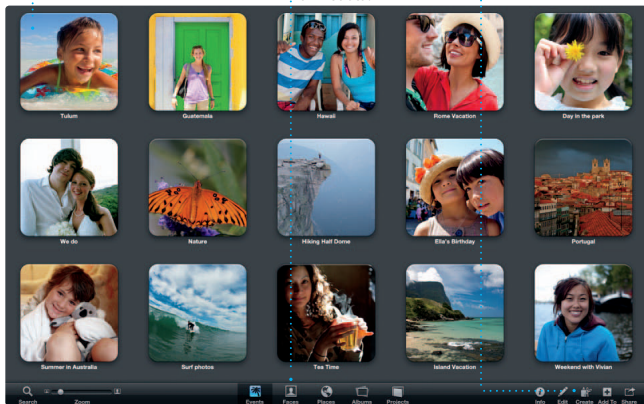 Tulum
Guatemala
Hawaii
Rome Vacation
Day in the park
We do
Nature
Hiking Half Dome
Ella's Birthday
Portugal
Summer in Australia
Surf photos
Tea Time
Island Vacation
Weekend with Vivian
Search
Zoom
Events
Faces
Places
Albums
Projects
Info
Edit
Create
Add To
Share